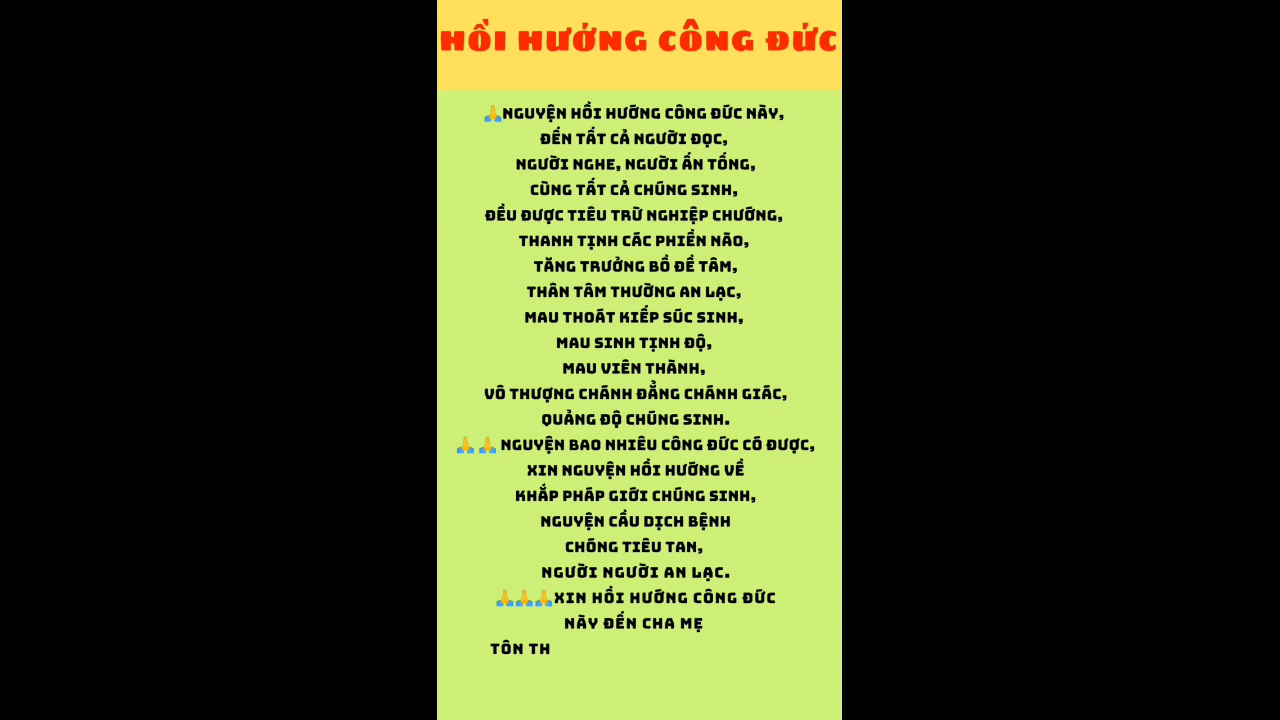 HỒI HƯỚNG CÔNG ĐỨC
🙏NGUYỆN HỒI HƯỚNG CÔNG ĐỨC NÀY,
ĐẾN TẤT CẢ NGƯỜI ĐỌC,
NGƯỜI NGHE, NGƯỜI ẤN TỐNG,
CÙNG TẤT CẢ CHÚNG SINH,
ĐỀU ĐƯỢC TIÊU TRỪ NGHIỆP CHƯỚNG,
THANH TỊNH CÁC PHIỀN NÃO,
TĂNG TRƯỞNG BỒ ĐỀ TÂM,
THÂN TÂM THƯỜNG AN LẠC,
MAU THOÁT KIẾP SÚC SINH,
MAU SINH TỊNH ĐỘ,
MAU VIÊN THÀNH,
VÔ THƯỢNG CHÁNH ĐẲNG CHÁNH GIÁC,
QUẢNG ĐỘ CHÚNG SINH.
🙏 🙏 NGUYỆN BAO NHIÊU CÔNG ĐỨC CÓ ĐƯỢC,
XIN NGUYỆN HỒI HƯỚNG VỀ
KHẮP PHÁP GIỚI CHÚNG SINH,
NGUYỆN CẦU DỊCH BỆNH
CHÓNG TIÊU TAN,
NGƯỜI NGƯỜI AN LẠC.
🙏🙏🙏XIN HỒI HƯỚNG CÔNG ĐỨC
NÀY ĐẾN CHA MẸ
TÔN TH